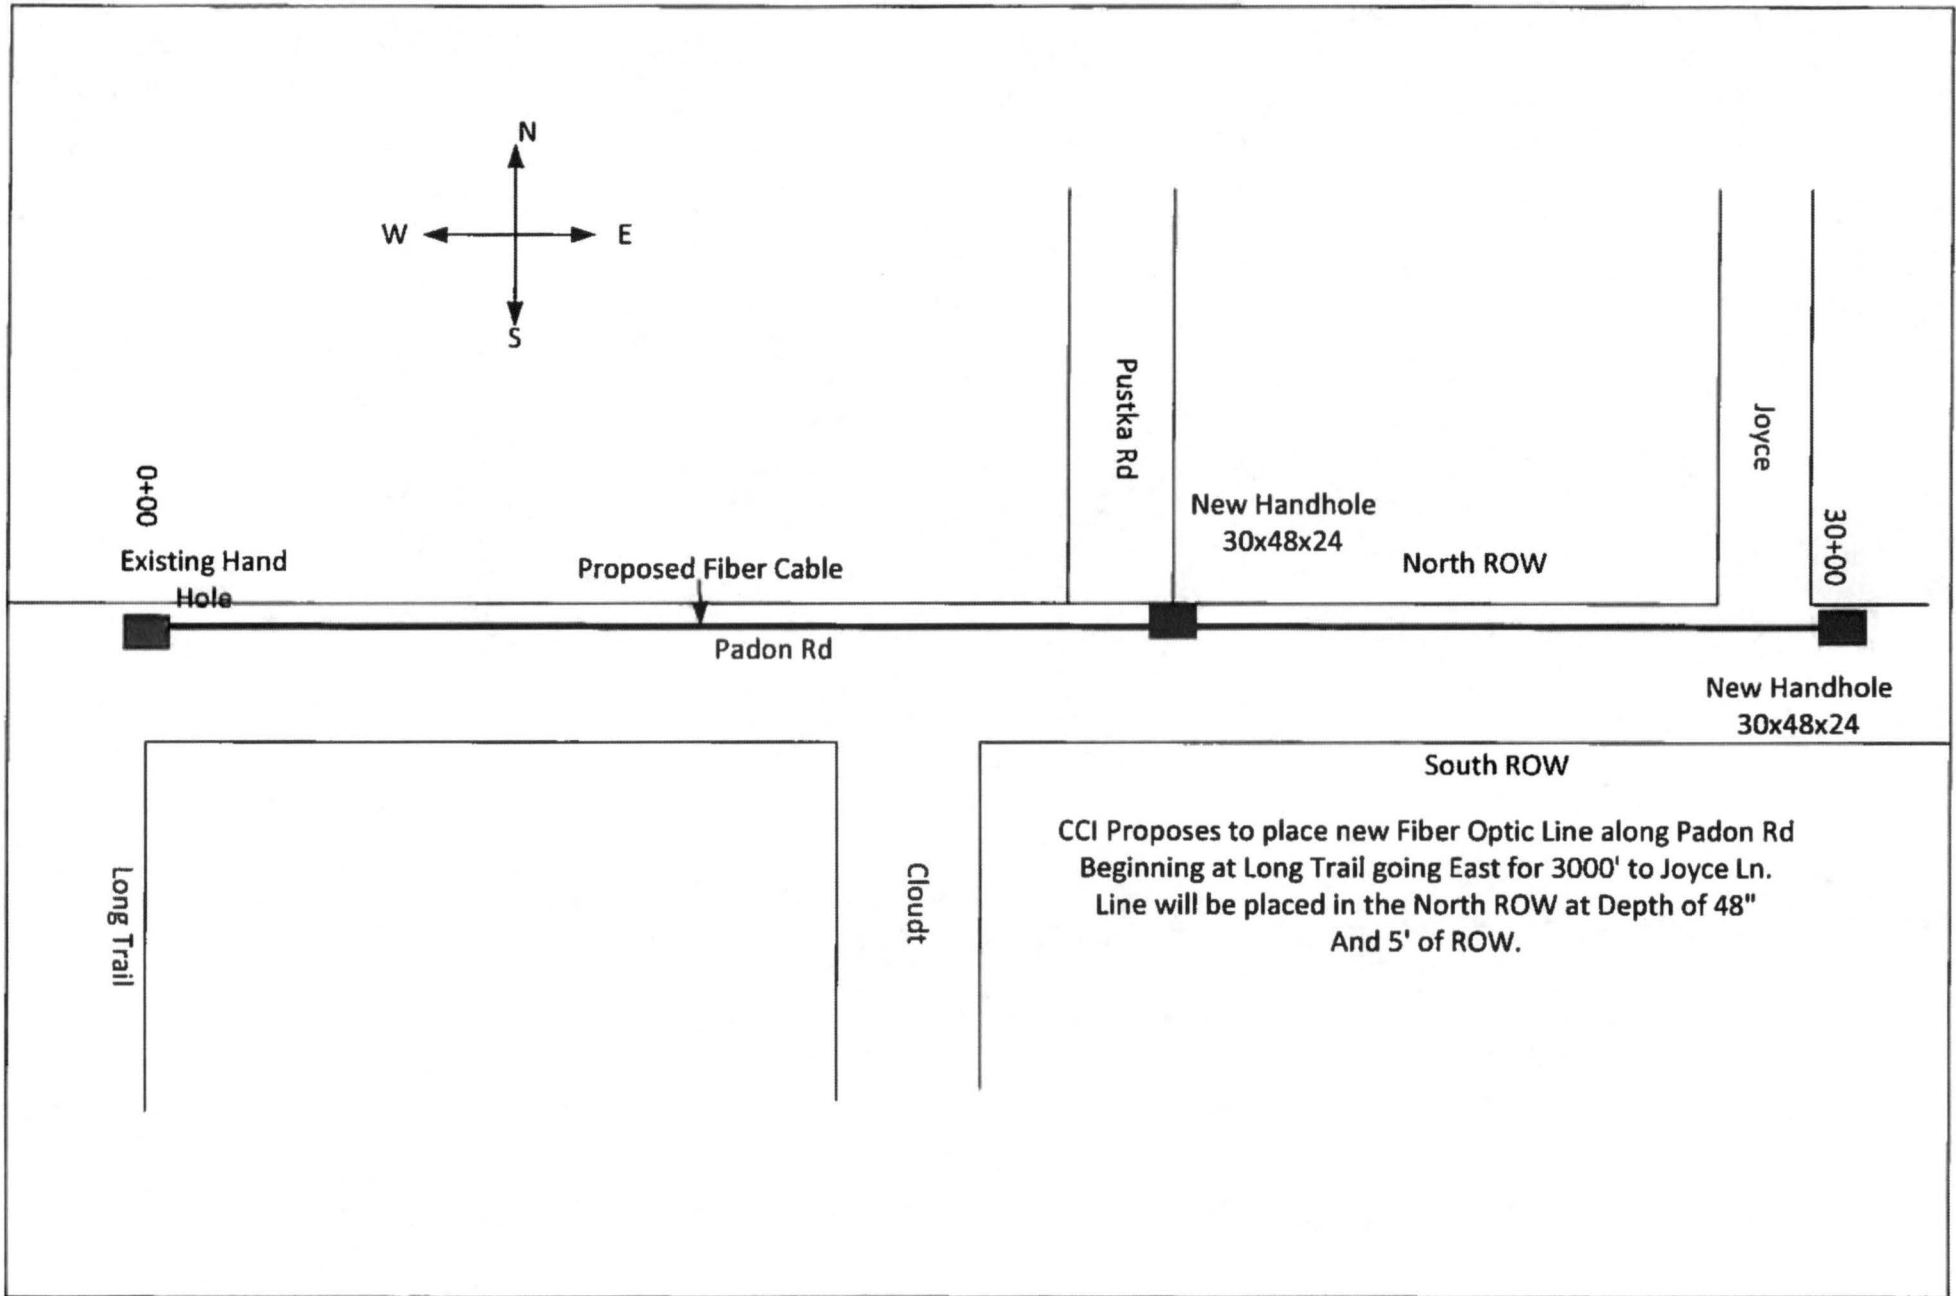 N
W
E
S
Pustka Rd
Joyce
0+00
New Handhole
30x48x24
30+00
Existing Hand
Hole
Proposed Fiber Cable
North ROW
Padon Rd
New Handhole
30x48x24
South ROW
CCI Proposes to place new Fiber Optic Line along Padon Rd
Beginning at Long Trail going East for 3000' to Joyce Ln.
Line will be placed in the North ROW at Depth of 48"
And 5' of ROW.
Long Trail
Cloudt